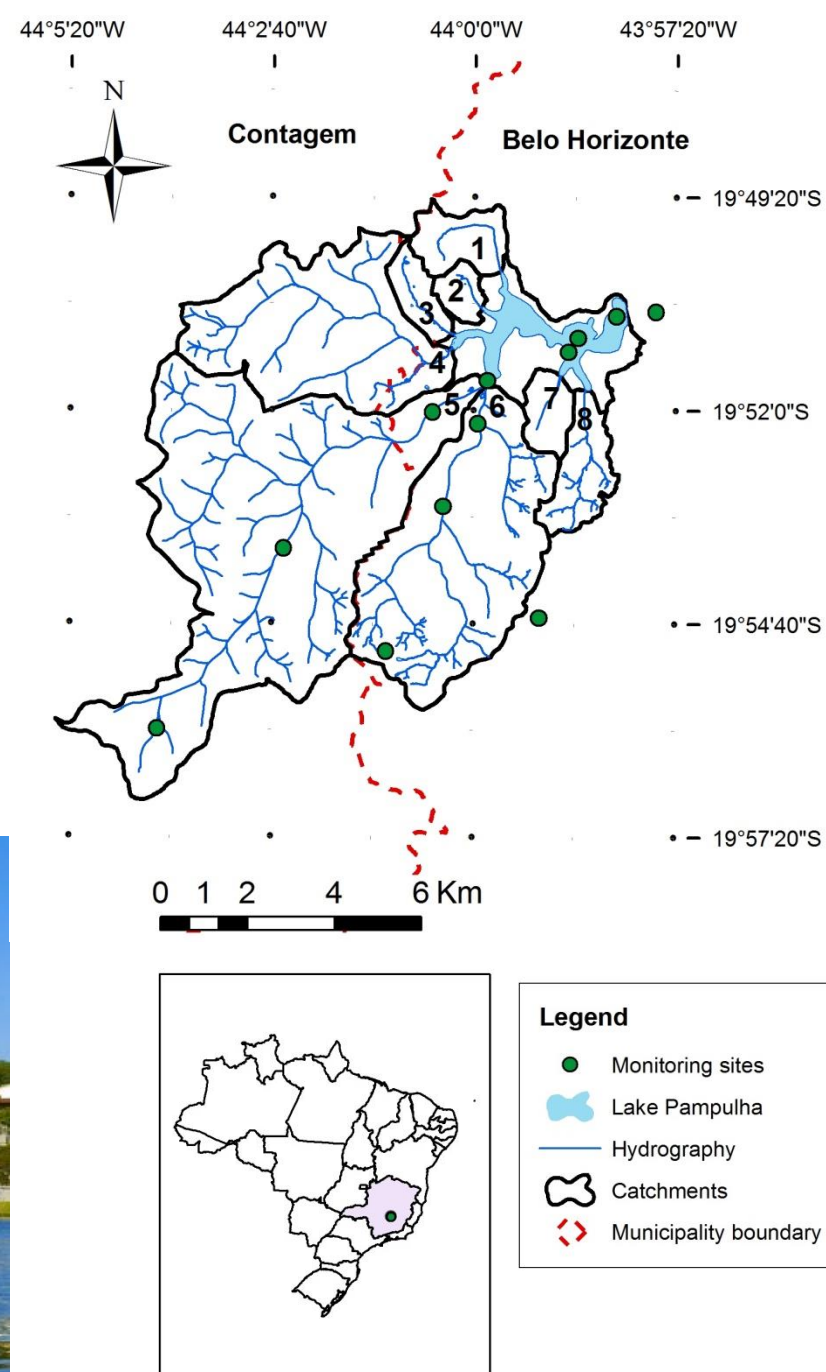 44°5'20"W 44°2'40"W 44°0'0"W 43°57'20"W
N
Contagem Belo Horizonte
19°49'20"S
1
2
3
4
5 6 7 8
19°52'0"S
19°54'40"S
19°57'20"S
0 1 2 4 6 Km
Legend
Monitoring sites
Lake Pampulha
Hydrography
Catchments
Municipality boundary